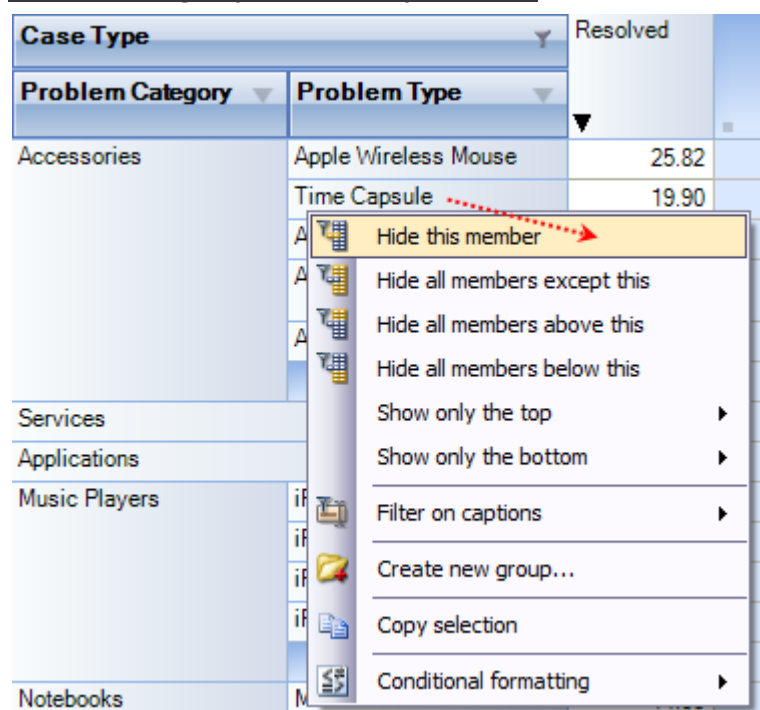 Case Type
Resolved
Problem Category
Problem Type
Accessories
Apple Wireless Mouse
25.82
Time Capsule
19.90
Hide this member
Hide all members except this
Hide all members above this
Hide all members below this
Services
Show only the top
Applications
Show only the bottom
Music Players
Filter on captions
Create new group...
Copy selection
Conditional formatting
Notebooks